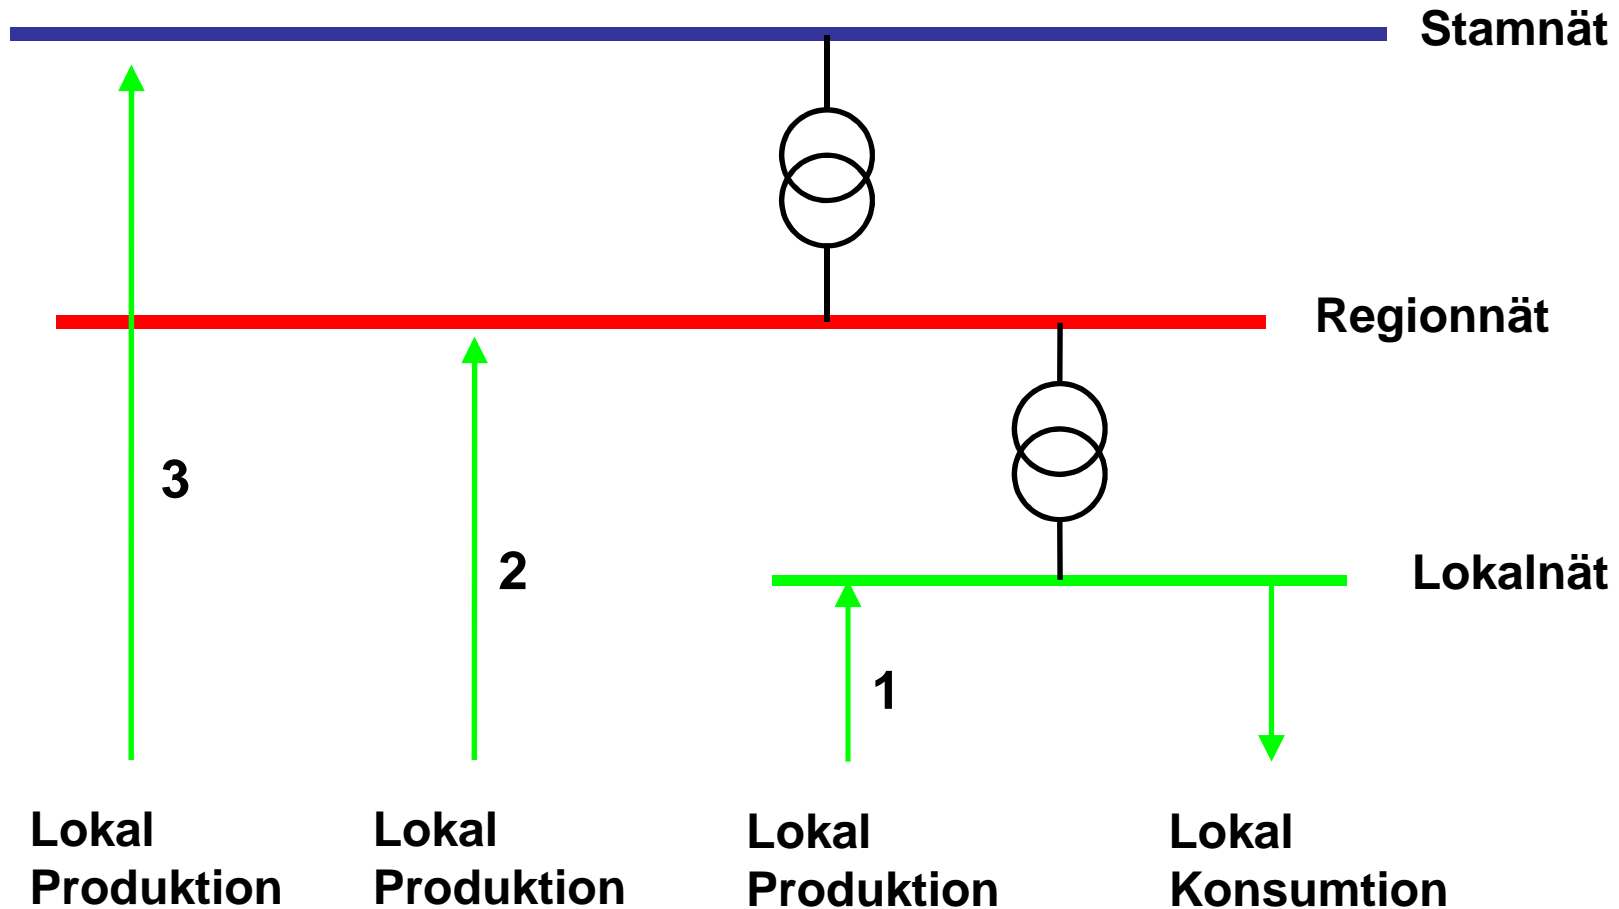 Stamnät
Regionnät
3
2
Lokalnät
1
Lokal
Produktion
Lokal
Produktion
Lokal
Produktion
Lokal
Konsumtion